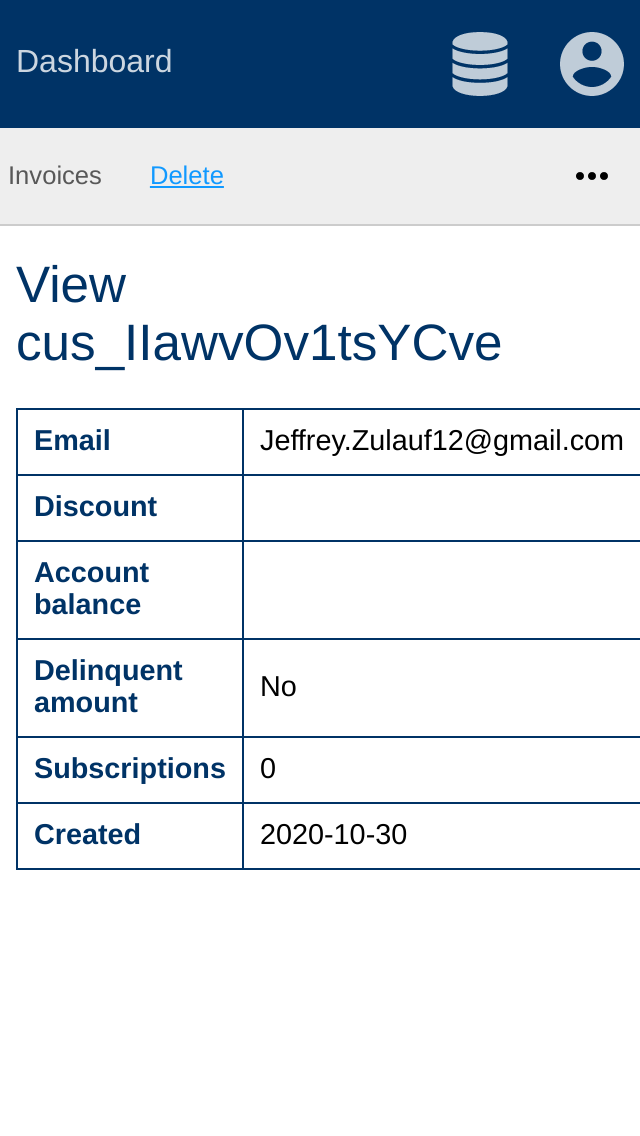 Dashboard
Invoices Delete
View
cus_IIawvOv1tsYCve
Email Jeffrey.Zulauf12@gmail.com
Discount
Account
balance
Delinquent
amount No
Subscriptions 0
Created 2020-10-30